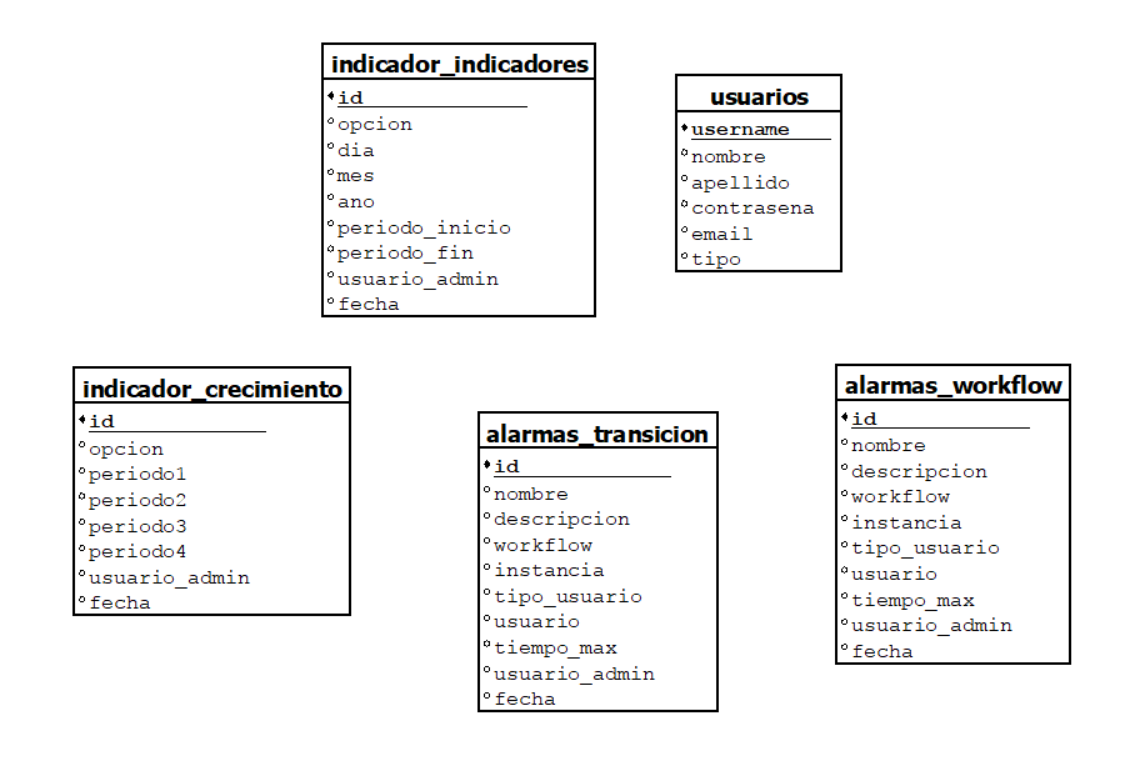 indicador_indicadores
id
opcion
dia
mes
ano
periodo_inicio
periodo_fin
usuario_admin
fecha
usuarios
username
nombre
apellido
contrasena
email
tipo
indicador_crecimiento
id
opcion
periodo1
periodo2
periodo3
periodo4
usuario_admin
fecha
alarmas_transicion
id
nombre
descripcion
workflow
instancia
tipo_usuario
usuario
tiempo_max
usuario_admin
fecha
alarmas_workflow
id
nombre
descripcion
workflow
instancia
tipo_usuario
usuario
tiempo_max
usuario_admin
fecha